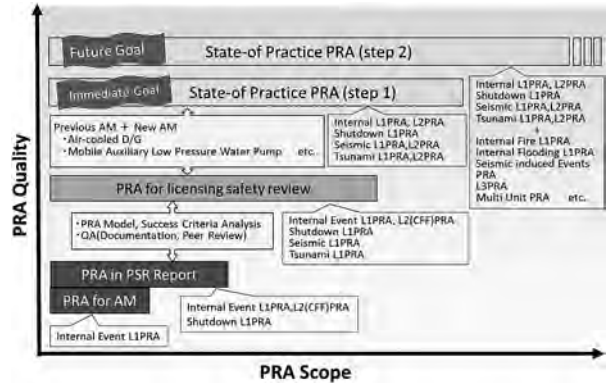 Future Goal
State-of Practice PRA (step 2)
Immediate Goal
State-of Practice PRA (step 1)
Internal L1PRA, L2PRA
Shutdown L1PRA
Seismic L1PRA,L2PRA
Tsunami L1PRA,L2PRA
+
Internal Fire L1PRA
Internal Flooding L1PRA
Seismic induced Events
PRA
L3PRA
Multi Unit PRA etc.
Previous AM + New AM
・Air-cooled D/G
・Mobile Auxiliary Low Pressure Water Pump etc.
Internal L1PRA, L2PRA
Shutdown L1PRA
Seismic L1PRA,L2PRA
Tsunami L1PRA,L2PRA
PRA for licensing safety review
・PRA Model, Success Criteria Analysis
・QA(Documentation, Peer Review)
Internal Event L1PRA, L2(CFF)PRA
Shutdown L1PRA
Seismic L1PRA
Tsunami L1PRA
PRA in PSR Report
PRA for AM
Internal Event L1PRA,L2(CFF)PRA
Shutdown L1PRA
Internal Event L1PRA
PRA Quality
PRA Scope